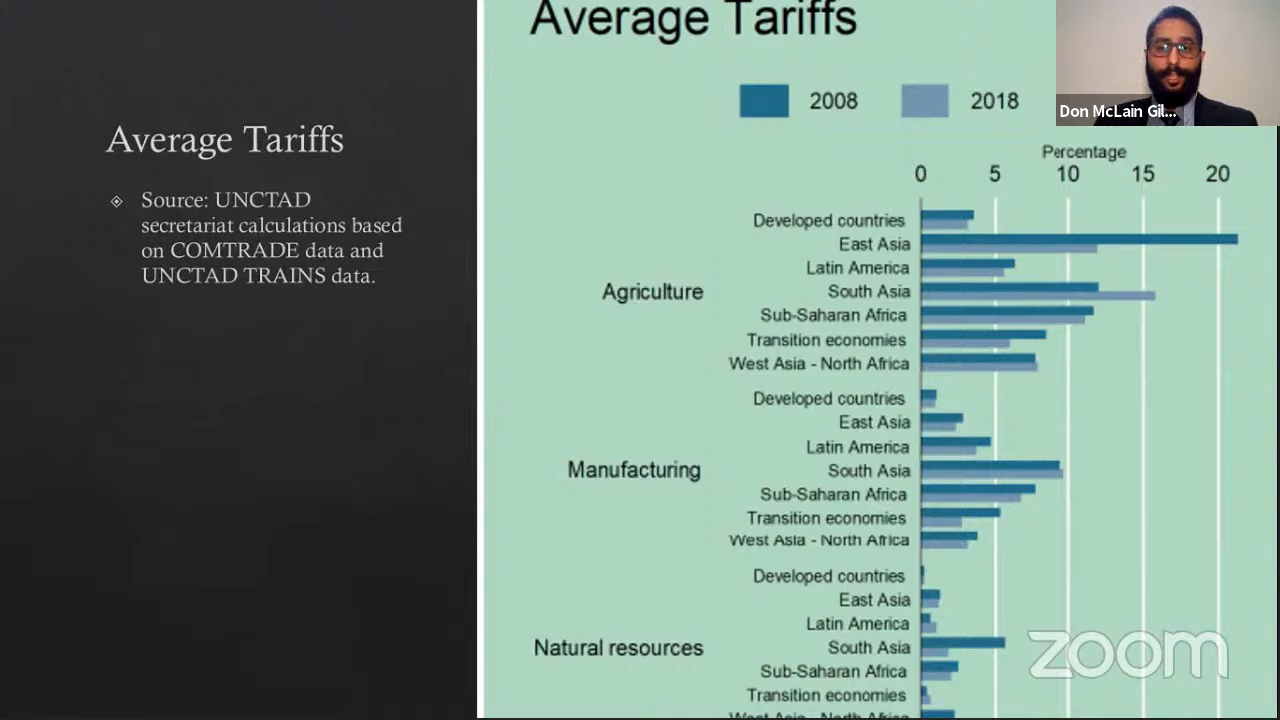 Average Tariffs
Source: UNCTAD
secretariat calculations based
on COMTRADE data and
UNCTAD TRAINS data.
Average Tariffs
2008
2018
Don McLain Gil...
Percentage
0 5 10 15 20
Agriculture
Developed countries
East Asia
Latin America
South Asia
Sub-Saharan Africa
Transition economies
West Asia - North Africa
Manufacturing
Developed countries
East Asia
Latin America
South Asia
Sub-Saharan Africa
Transition economies
West Asia - North Africa
Natural resources
Developed countries
East Asia
Latin America
South Asia
Sub-Saharan Africa
Transition economies
West Asia - North Africa
zoom